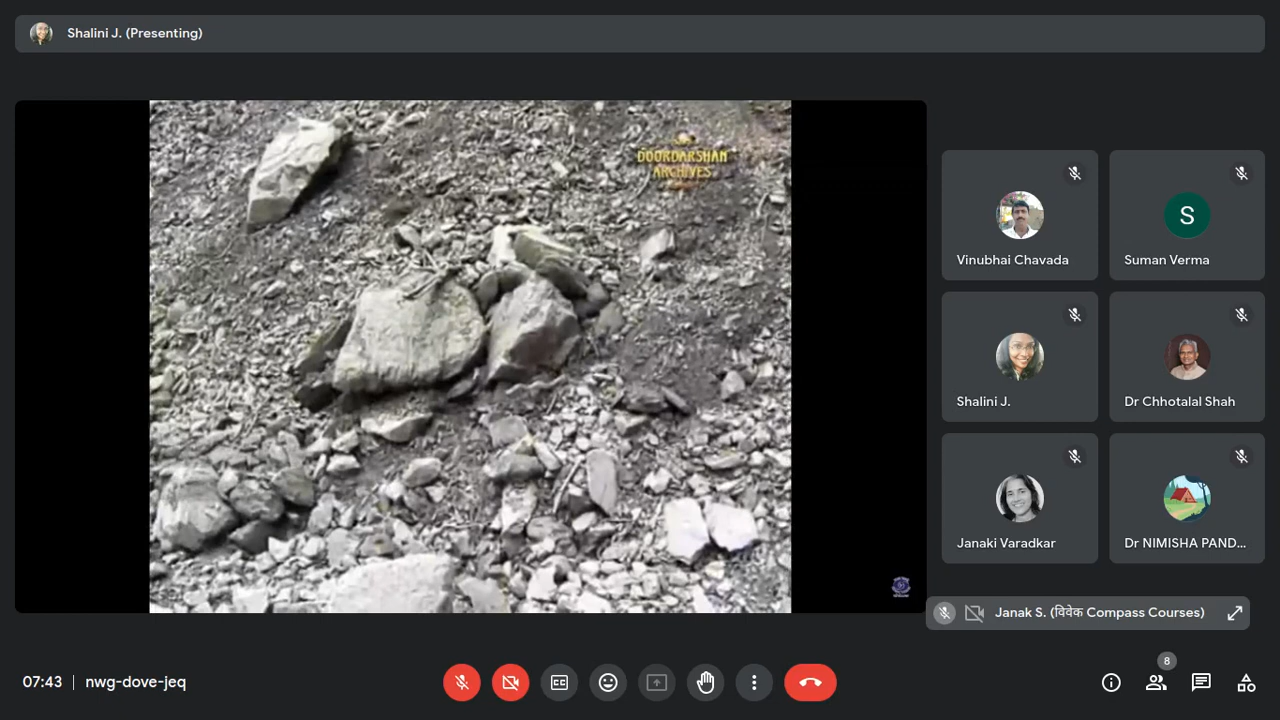 Shalini J. (Presenting)
DOORDARSHAN
ARCHIVES
Vinubhai Chavada
Suman Verma
S
Shalini J.
Dr Chhotalal Shah
Janaki Varadkar
Dr NIMISHA PAND...
Janak S. (विवेक Compass Courses)
07:43 | nwg-dove-jeq
CC
8